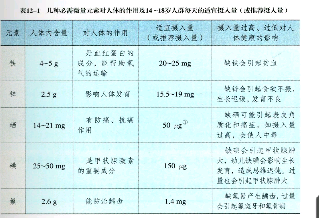 表12-1 几种必需微量元素对人体的作用及14~18岁人群每天的适宜摄入量（或推荐摄入量）
元素 人体内含量 对人体的作用 适宜摄入量 摄入量过高、过低对人
（或推荐摄入量） 体健康的影响
铁 4~5 g 是血红蛋白的 20~25 mg 缺铁会引起贫血
成分，能帮助氧
气的运输
锌 2.5 g 影响人体发育 15.5~19 mg 缺锌会引起食欲不振，
生长迟缓，发育不良
硒 14~21 mg 有防癌、抗癌 50 μg 缺硒可能引起表皮角
作用 质化和癌症。如摄入量
过高，会使人中毒
碘 25~50 mg 是甲状腺激素 150 μg 缺碘会引起甲状腺肿
的重要成分 大，幼儿缺碘会影响生长
发育，造成思维迟钝。过
量也会引起甲状腺肿大
氟 2.6 g 能防治龋齿 1.4 mg 缺氟易产生龋齿，过量
会引起氟斑牙和氟骨病